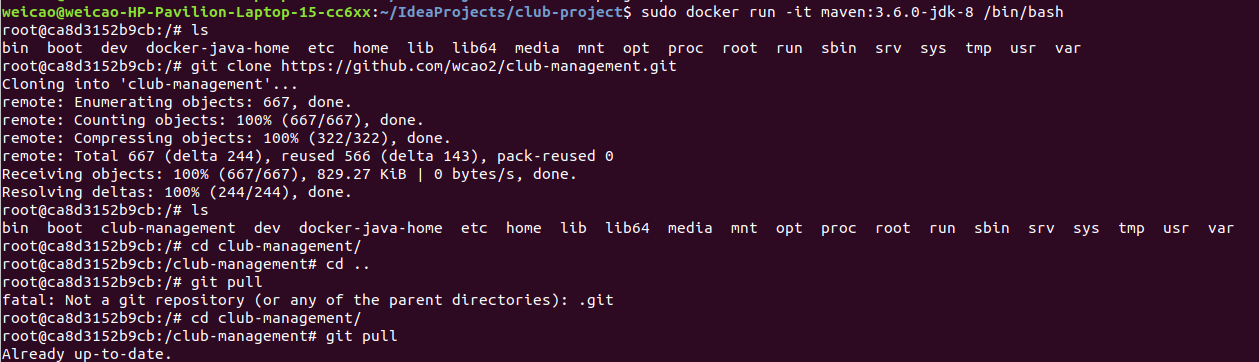 weicao@weicao-HP-Pavilion-Laptop-15-cc6xx:~/IdeaProjects/club-project$ sudo docker run -it maven:3.6.0-jdk-8 /bin/bash
root@ca8d3152b9cb:/# ls
bin  boot  dev  docker-java-home  etc  home  lib  lib64  media  mnt  opt  proc  root  run  sbin  srv  sys  tmp  usr  var
root@ca8d3152b9cb:/# git clone https://github.com/wcao2/club-management.git
Cloning into 'club-management'...
remote: Enumerating objects: 667, done.
remote: Counting objects: 100% (667/667), done.
remote: Compressing objects: 100% (322/322), done.
remote: Total 667 (delta 244), reused 566 (delta 143), pack-reused 0
Receiving objects: 100% (667/667), 829.27 KiB | 0 bytes/s, done.
Resolving deltas: 100% (244/244), done.
root@ca8d3152b9cb:/# ls
bin  boot  club-management  dev  docker-java-home  etc  home  lib  lib64  media  mnt  opt  proc  root  run  sbin  srv  sys  tmp  usr  var
root@ca8d3152b9cb:/# cd club-management/
root@ca8d3152b9cb:/club-management# cd ..
root@ca8d3152b9cb:/# git pull
fatal: Not a git repository (or any of the parent directories): .git
root@ca8d3152b9cb:/# cd club-management/
root@ca8d3152b9cb:/club-management# git pull
Already up-to-date.